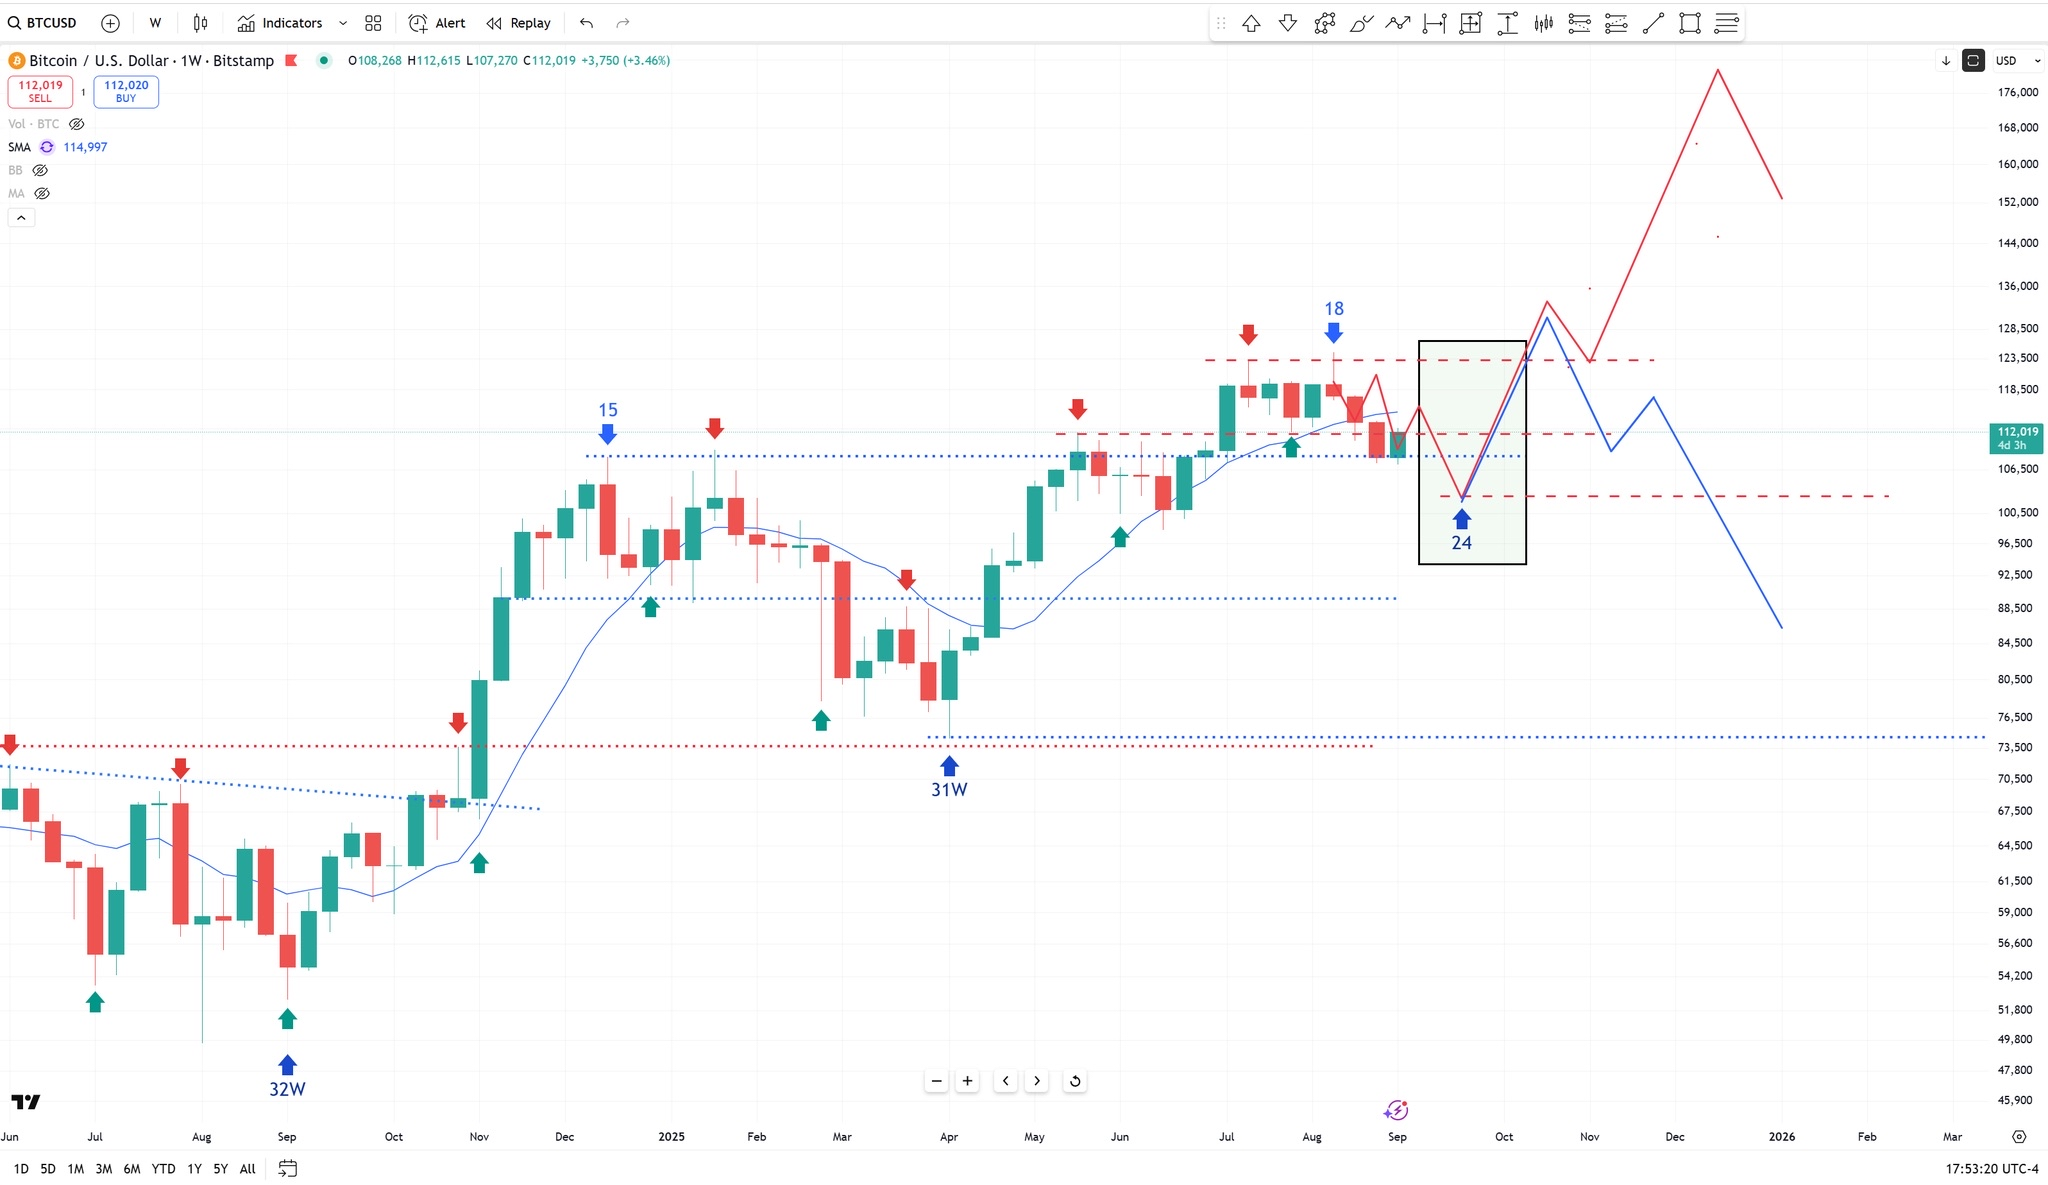 BTCUSD W Indicators Alert Replay
Bitcoin / U.S. Dollar · 1W · Bitstamp O108,268 H112,615 L107,270 C112,019 +3,750 (+3.46%) USD
112,019 SELL 1 112,020 BUY
Vol · BTC
SMA 114,997
BB
MA
176,000
168,000
160,000
152,000
144,000
136,000
128,500
123,500
118,500
112,019
4d 3h
106,500
100,500
96,500
92,500
88,500
84,500
80,500
76,500
73,500
70,500
67,500
64,500
61,500
59,000
56,600
54,200
51,800
49,800
47,800
45,900
18
15
24
31W
32W
Jun Jul Aug Sep Oct Nov Dec 2025 Feb Mar Apr May Jun Jul Aug Sep Oct Nov Dec 2026 Feb Mar
1D 5D 1M 3M 6M YTD 1Y 5Y All 17:53:20 UTC-4